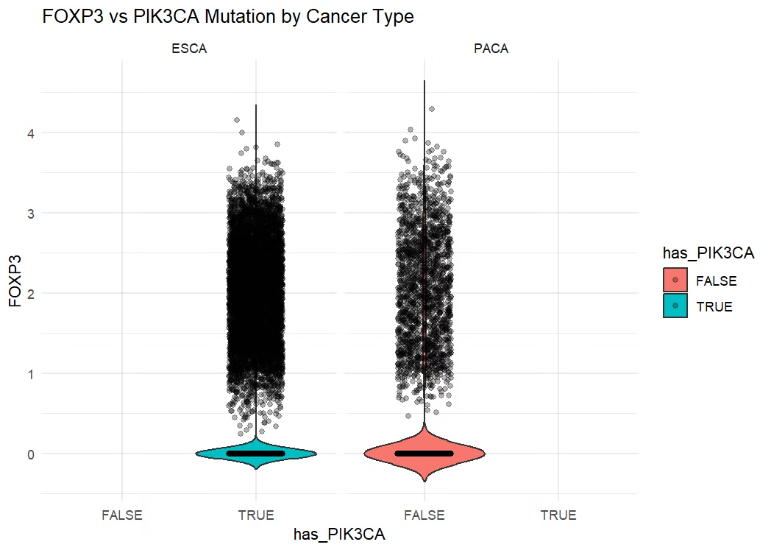 FOXP3 vs PIK3CA Mutation by Cancer Type
ESCA
PACA
4
3
2
1
0
FOXP3
FALSE
TRUE
FALSE
TRUE
has_PIK3CA
has_PIK3CA
FALSE
TRUE